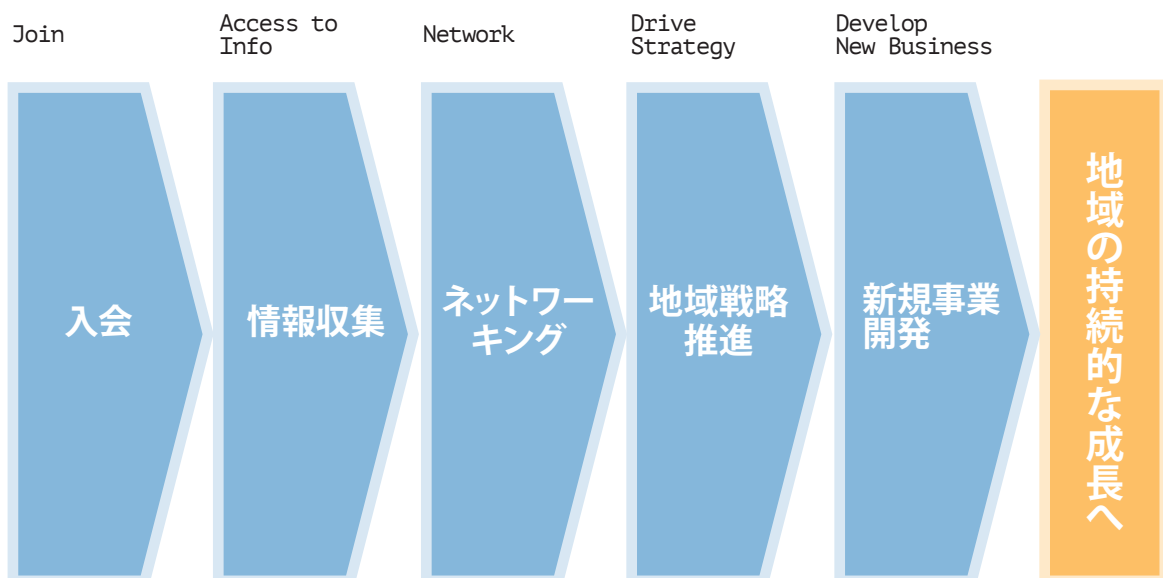 Join
Access to
Info
Network
Drive
Strategy
Develop
New Business
入会
情報収集
ネットワー
キング
地域戦略
推進
新規事業
開発
地域の持続的な成長へ